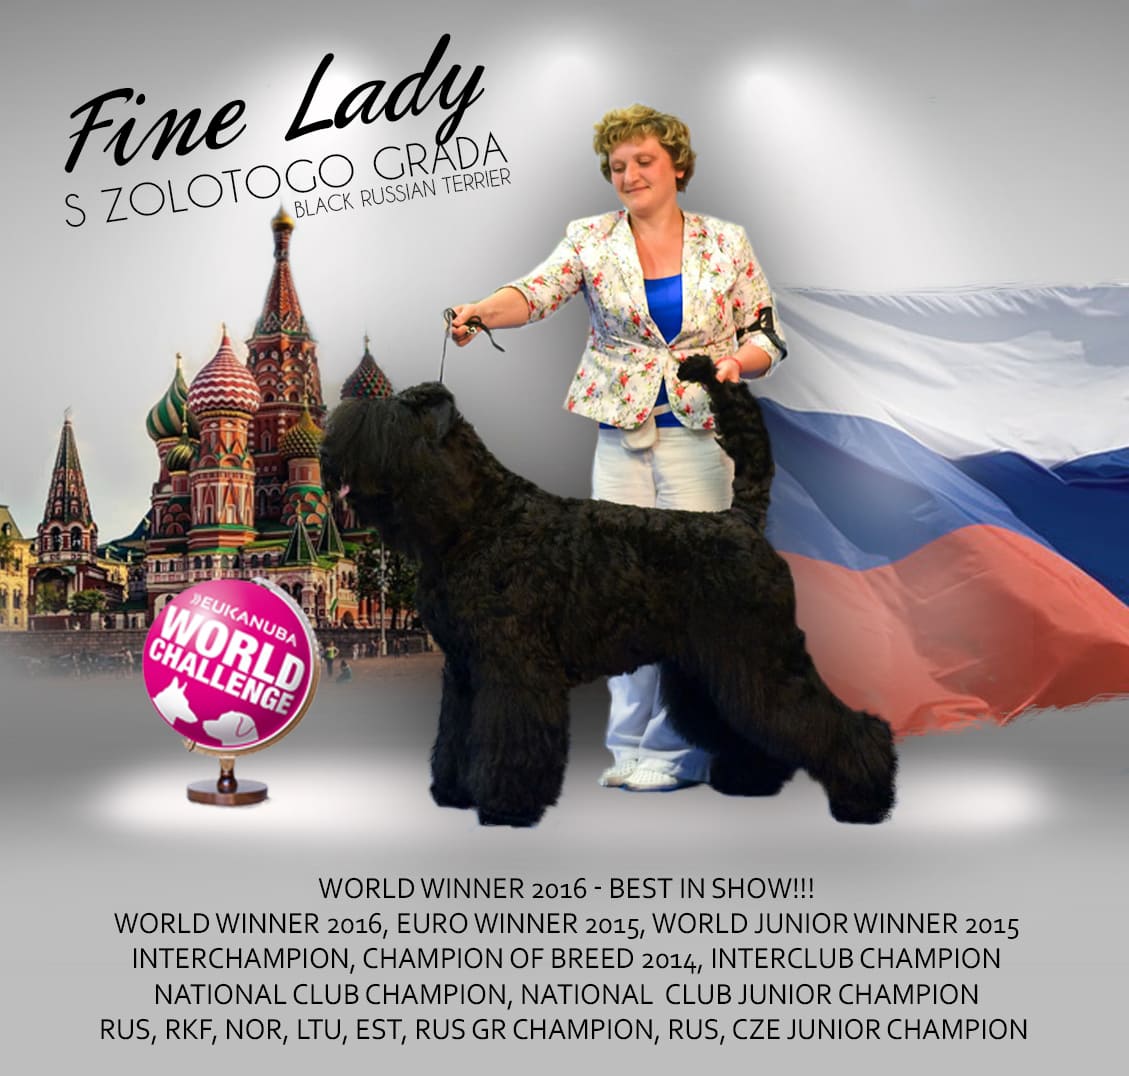 Fine Lady
S ZOLOTOGO GRADA
BLACK RUSSIAN TERRIER
»EUKANUBA
WORLD
CHALLENGE
WORLD WINNER 2016 - BEST IN SHOW!!!
WORLD WINNER 2016, EURO WINNER 2015, WORLD JUNIOR WINNER 2015
INTERCHAMPION, CHAMPION OF BREED 2014, INTERCLUB CHAMPION
NATIONAL CLUB CHAMPION, NATIONAL CLUB JUNIOR CHAMPION
RUS, RKF, NOR, LTU, EST, RUS GR CHAMPION, RUS, CZE JUNIOR CHAMPION